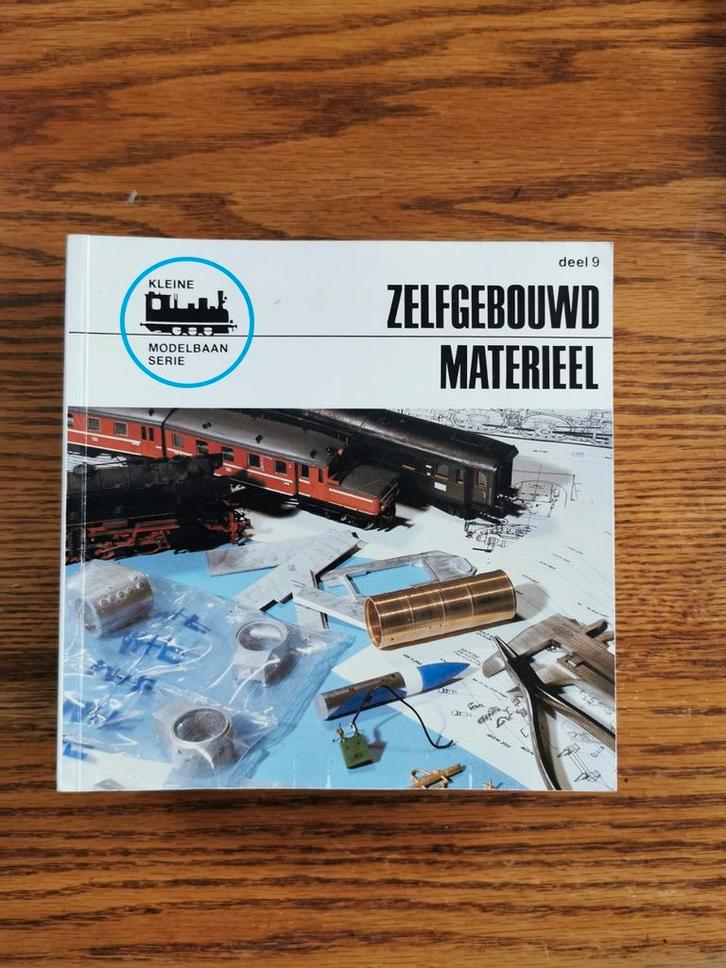 deel 9
KLEINE
MODELBAAN
SERIE
ZELFGEBOUWD
MATERIEEL